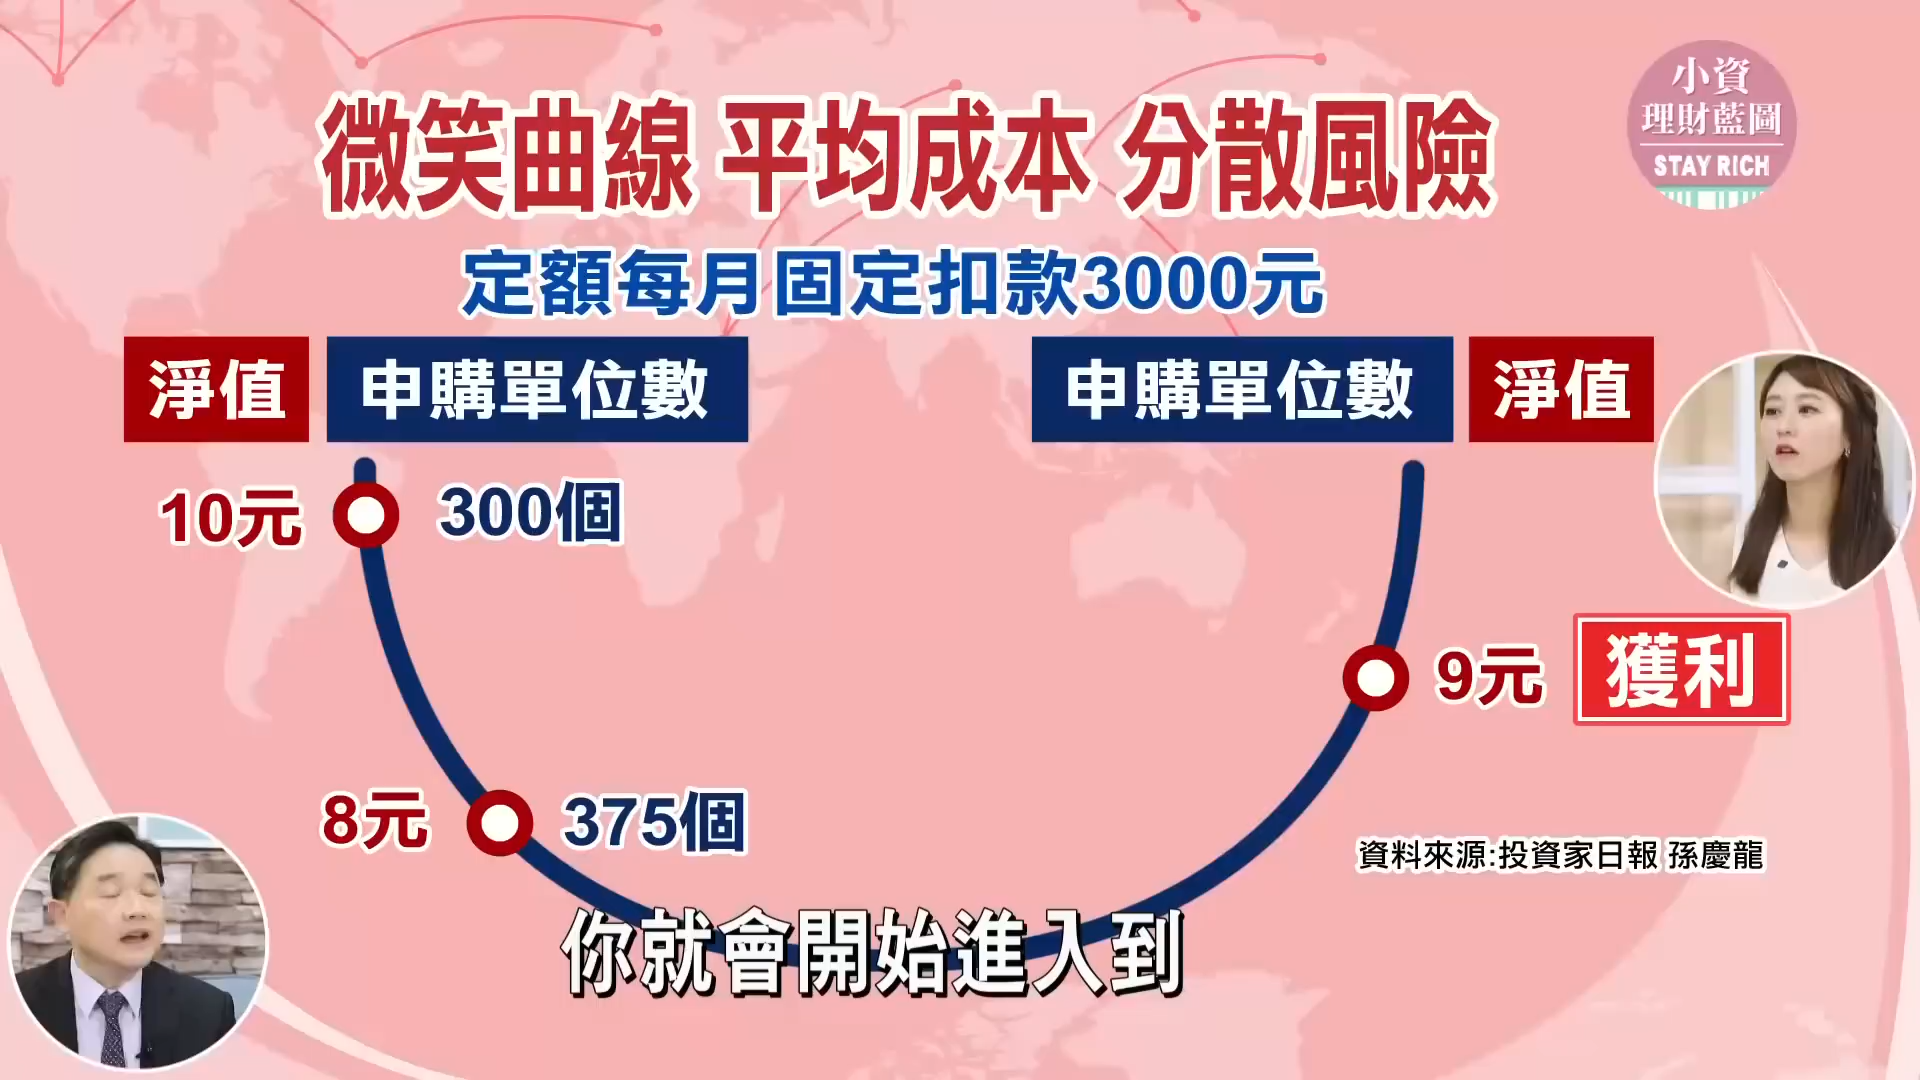 微笑曲線 平均成本 分散風險
小資
理財藍圖
STAY RICH
定額每月固定扣款3000元
淨值 申購單位數
申購單位數 淨值
10元 300個
9元 獲利
8元 375個
資料來源:投資家日報 孫慶龍
你就會開始進入到